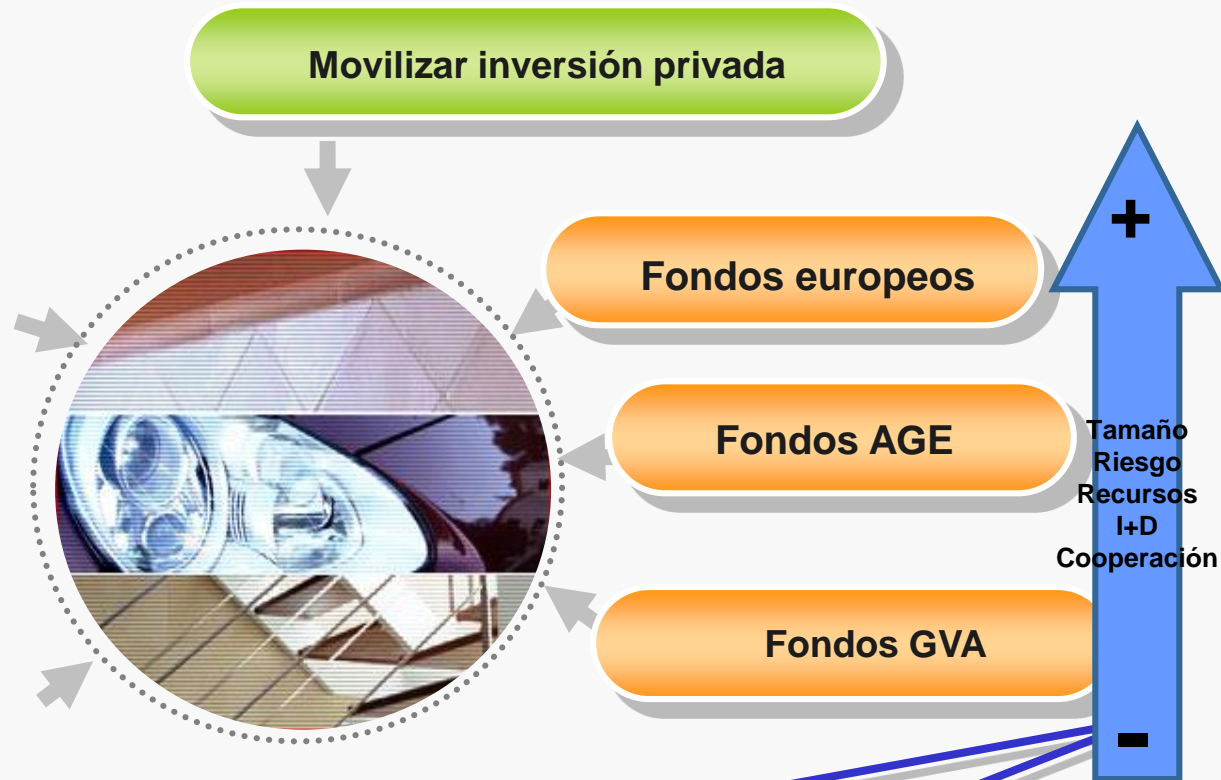 Movilizar inversión privada
+
Fondos europeos
Fondos AGE
Tamaño
Riesgo
Recursos
I+D
Cooperación
Fondos GVA
-